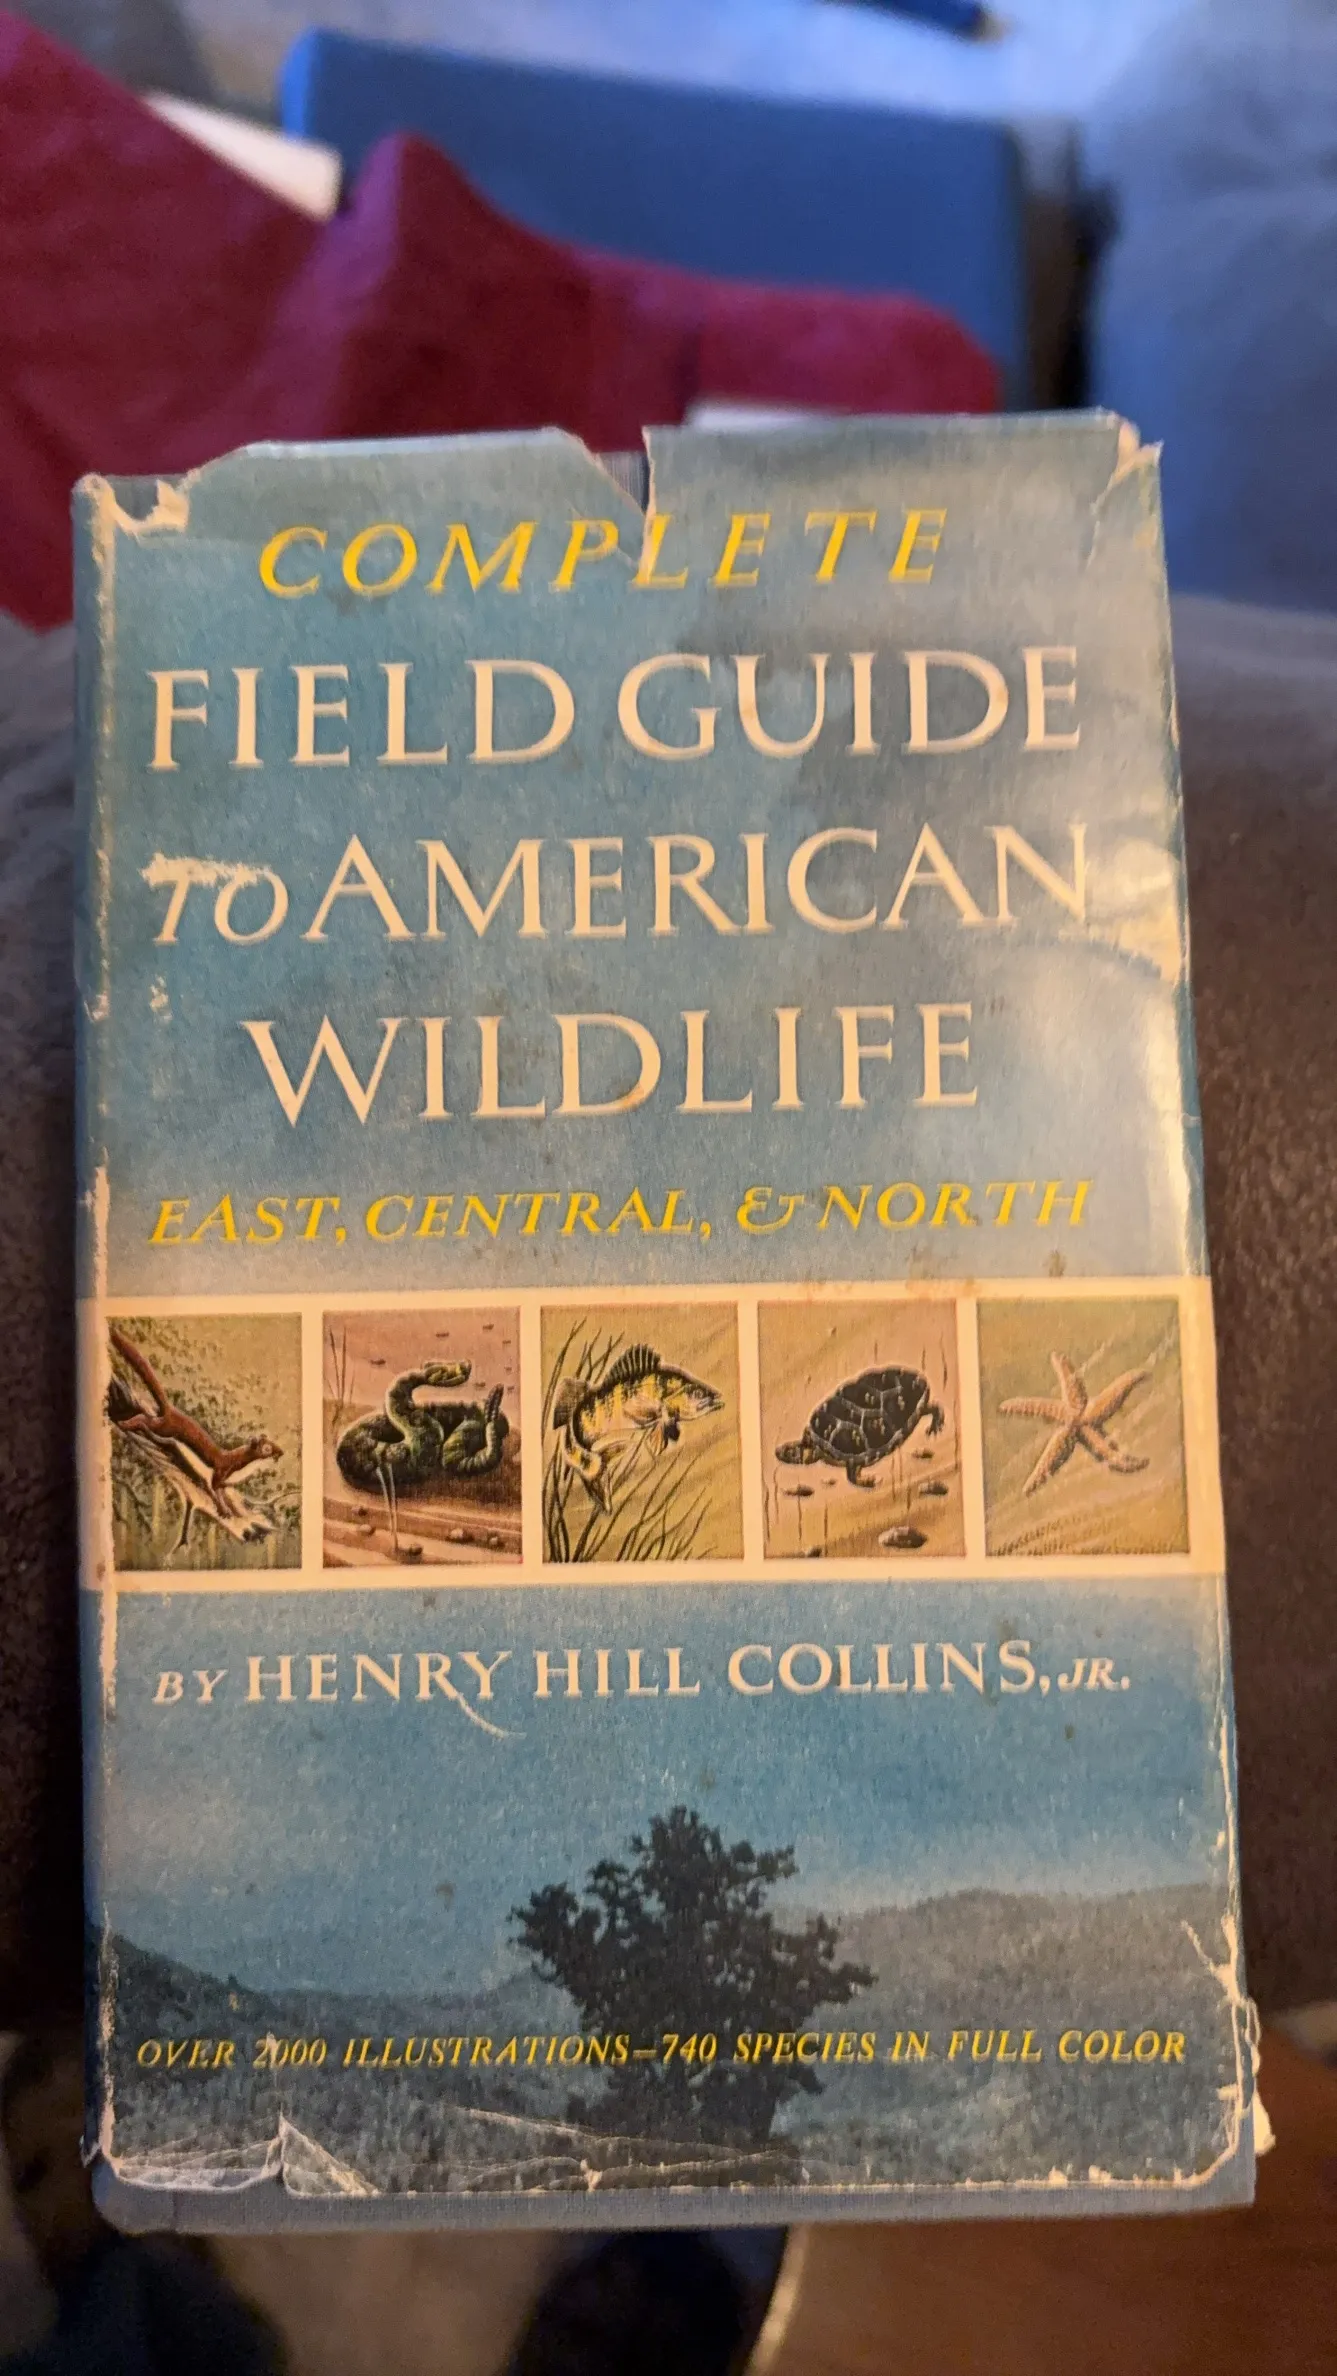 COMPLETE
FIELD GUIDE
TO AMERICAN
WILDLIFE
EAST, CENTRAL, & NORTH
BY HENRY HILL COLLINS, JR.
OVER 2000 ILLUSTRATIONS—740 SPECIES IN FULL COLOR